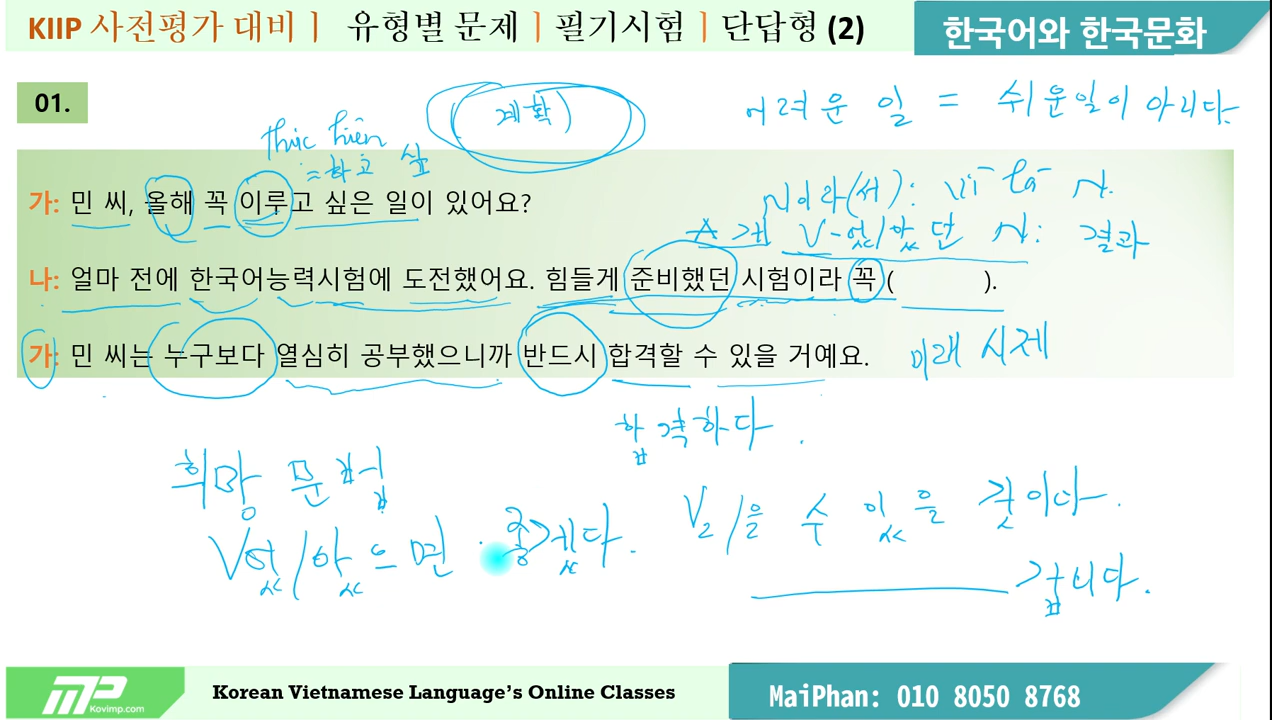 KIIP 사전평가 대비ㅣ 유형별 문제ㅣ필기시험ㅣ단답형 (2)
한국어와 한국문화
01.
(계획)
어려운 일 = 쉬운일이 아니다.
thực hiện
= 하고 싶
가: 민 씨, 올해 꼭 이루고 싶은 일이 있어요?
N이라(서): vì là N.
V-었/았던 N: 결과
나: 얼마 전에 한국어능력시험에 도전했어요. 힘들게 준비했던 시험이라 꼭 ( ).
가: 민 씨는 누구보다 열심히 공부했으니까 반드시 합격할 수 있을 거예요.
미래 시제
합격하다.
희망 문법
V었/았으면 좋겠다.
V ㄹ/을 수 있을 것이다.
겁니다.
Kovimp.com
Korean Vietnamese Language's Online Classes
MaiPhan: 010 8050 8768